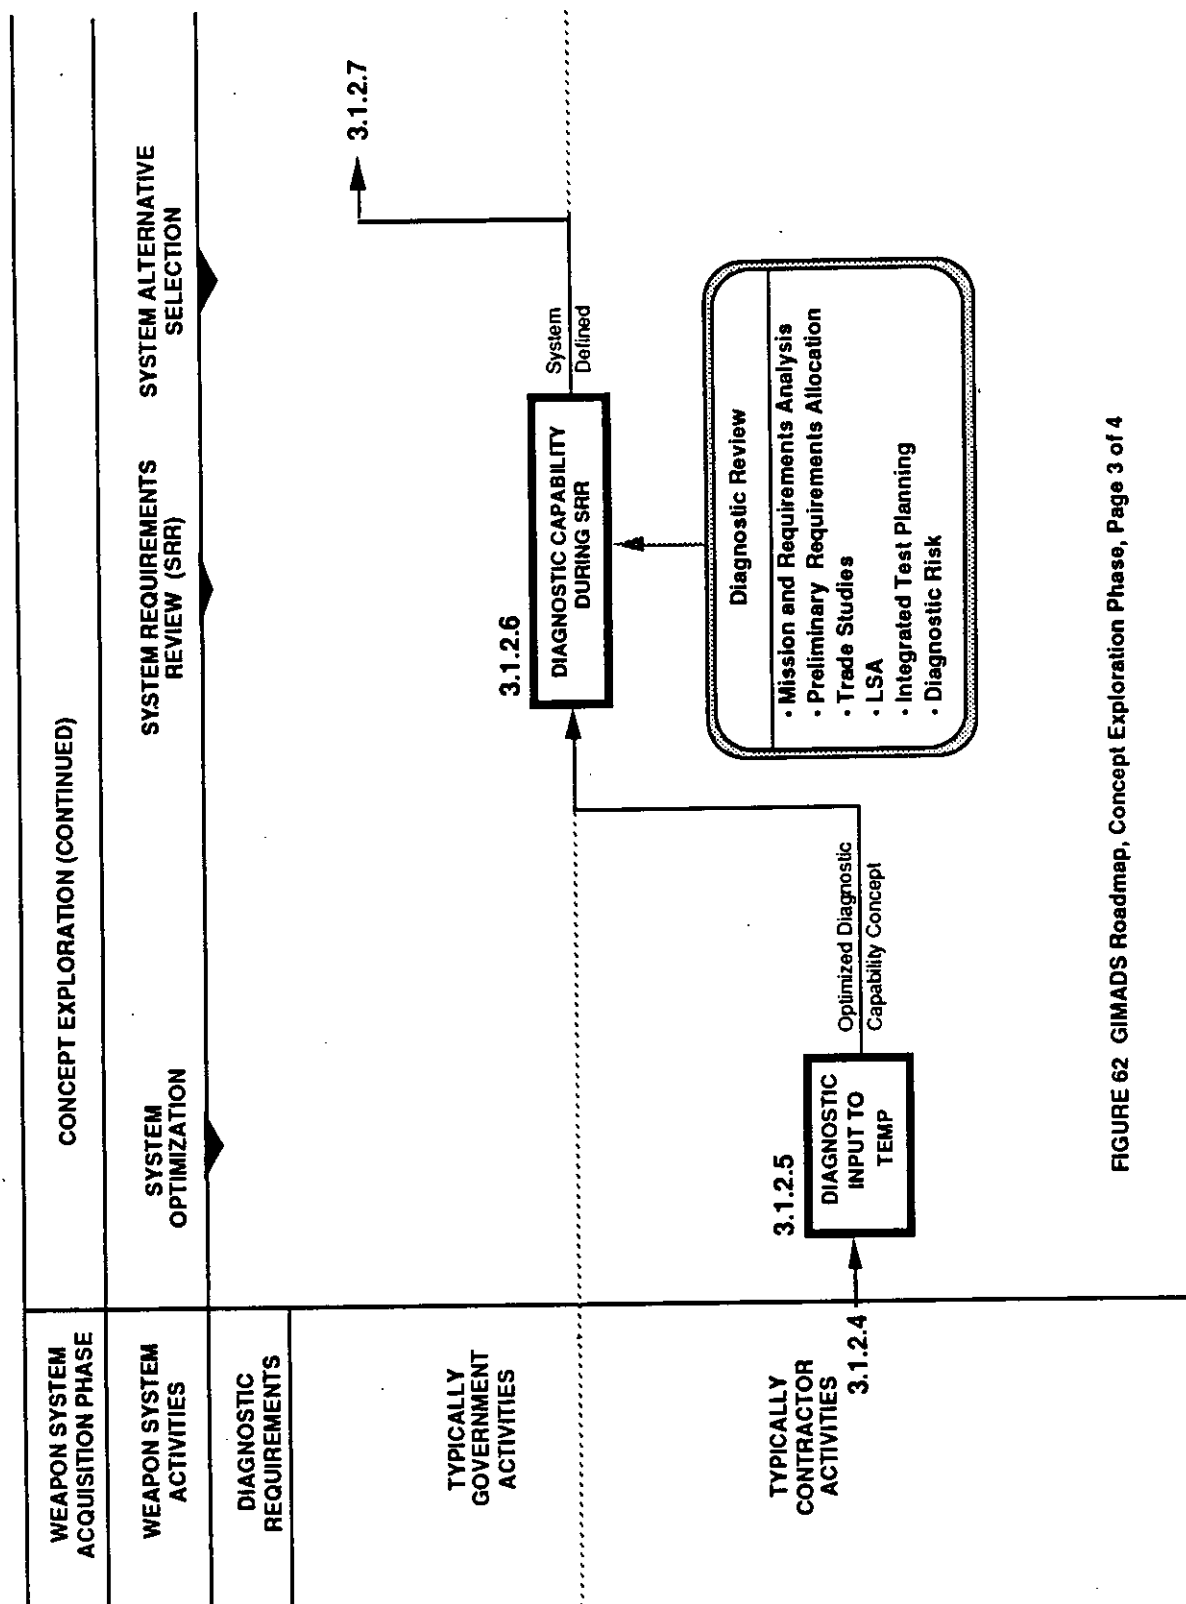 WEAPON SYSTEM
ACQUISITION PHASE
CONCEPT EXPLORATION (CONTINUED)
WEAPON SYSTEM
ACTIVITIES
SYSTEM
OPTIMIZATION
SYSTEM REQUIREMENTS
REVIEW (SRR)
SYSTEM ALTERNATIVE
SELECTION
DIAGNOSTIC
REQUIREMENTS
TYPICALLY
GOVERNMENT
ACTIVITIES
3.1.2.7
3.1.2.6
DIAGNOSTIC CAPABILITY
DURING SRR
System
Defined
Diagnostic Review
• Mission and Requirements Analysis
• Preliminary Requirements Allocation
• Trade Studies
• LSA
• Integrated Test Planning
• Diagnostic Risk
TYPICALLY
CONTRACTOR
ACTIVITIES
3.1.2.4
3.1.2.5
DIAGNOSTIC
INPUT TO
TEMP
Optimized Diagnostic
Capability Concept
FIGURE 62 GIMADS Roadmap, Concept Exploration Phase, Page 3 of 4